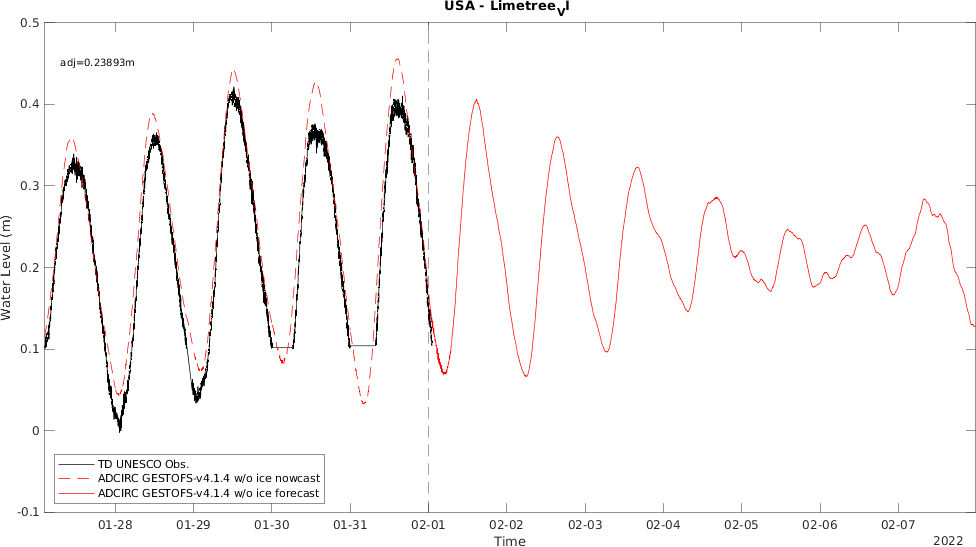 USA - Limetree_VI
0.5
adj=0.23893m
0.4
0.3
0.2
0.1
0
-0.1
Water Level (m)
TD UNESCO Obs.
ADCIRC GESTOFS-v4.1.4 w/o ice nowcast
ADCIRC GESTOFS-v4.1.4 w/o ice forecast
01-28 01-29 01-30 01-31 02-01 02-02 02-03 02-04 02-05 02-06 02-07
Time
2022